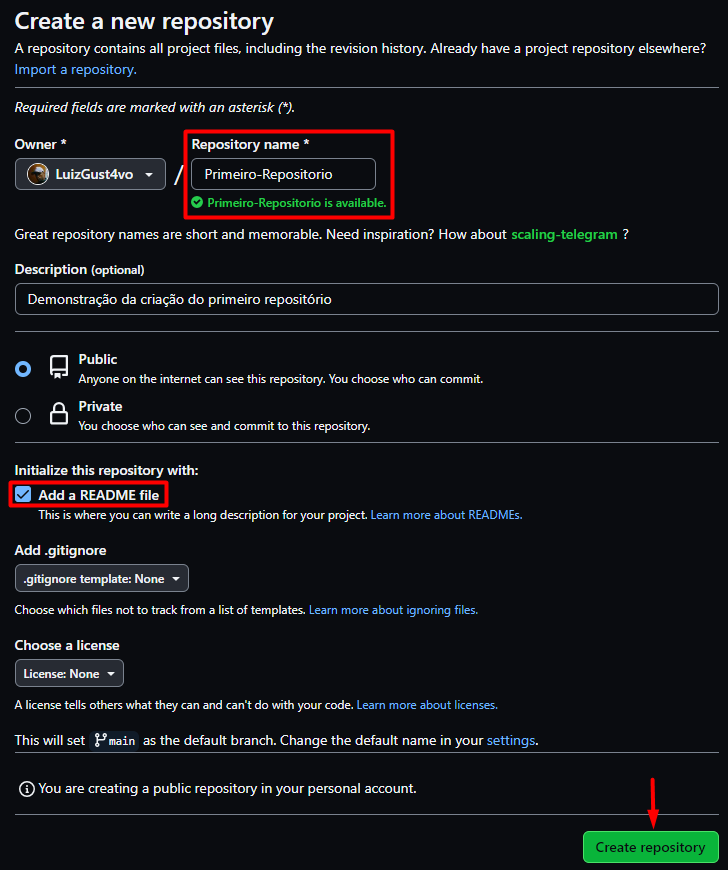 Create a new repository
A repository contains all project files, including the revision history. Already have a project repository elsewhere?
Import a repository.
Required fields are marked with an asterisk (*).
Owner *
Repository name *
LuizGust4vo
/
Primeiro-Repositorio
Primeiro-Repositorio is available.
Great repository names are short and memorable. Need inspiration? How about scaling-telegram ?
Description (optional)
Demonstração da criação do primeiro repositório
Public
Anyone on the internet can see this repository. You choose who can commit.
Private
You choose who can see and commit to this repository.
Initialize this repository with:
Add a README file
This is where you can write a long description for your project. Learn more about READMEs.
Add .gitignore
.gitignore template: None
Choose which files not to track from a list of templates. Learn more about ignoring files.
Choose a license
License: None
A license tells others what they can and can't do with your code. Learn more about licenses.
This will set main as the default branch. Change the default name in your settings.
You are creating a public repository in your personal account.
Create repository